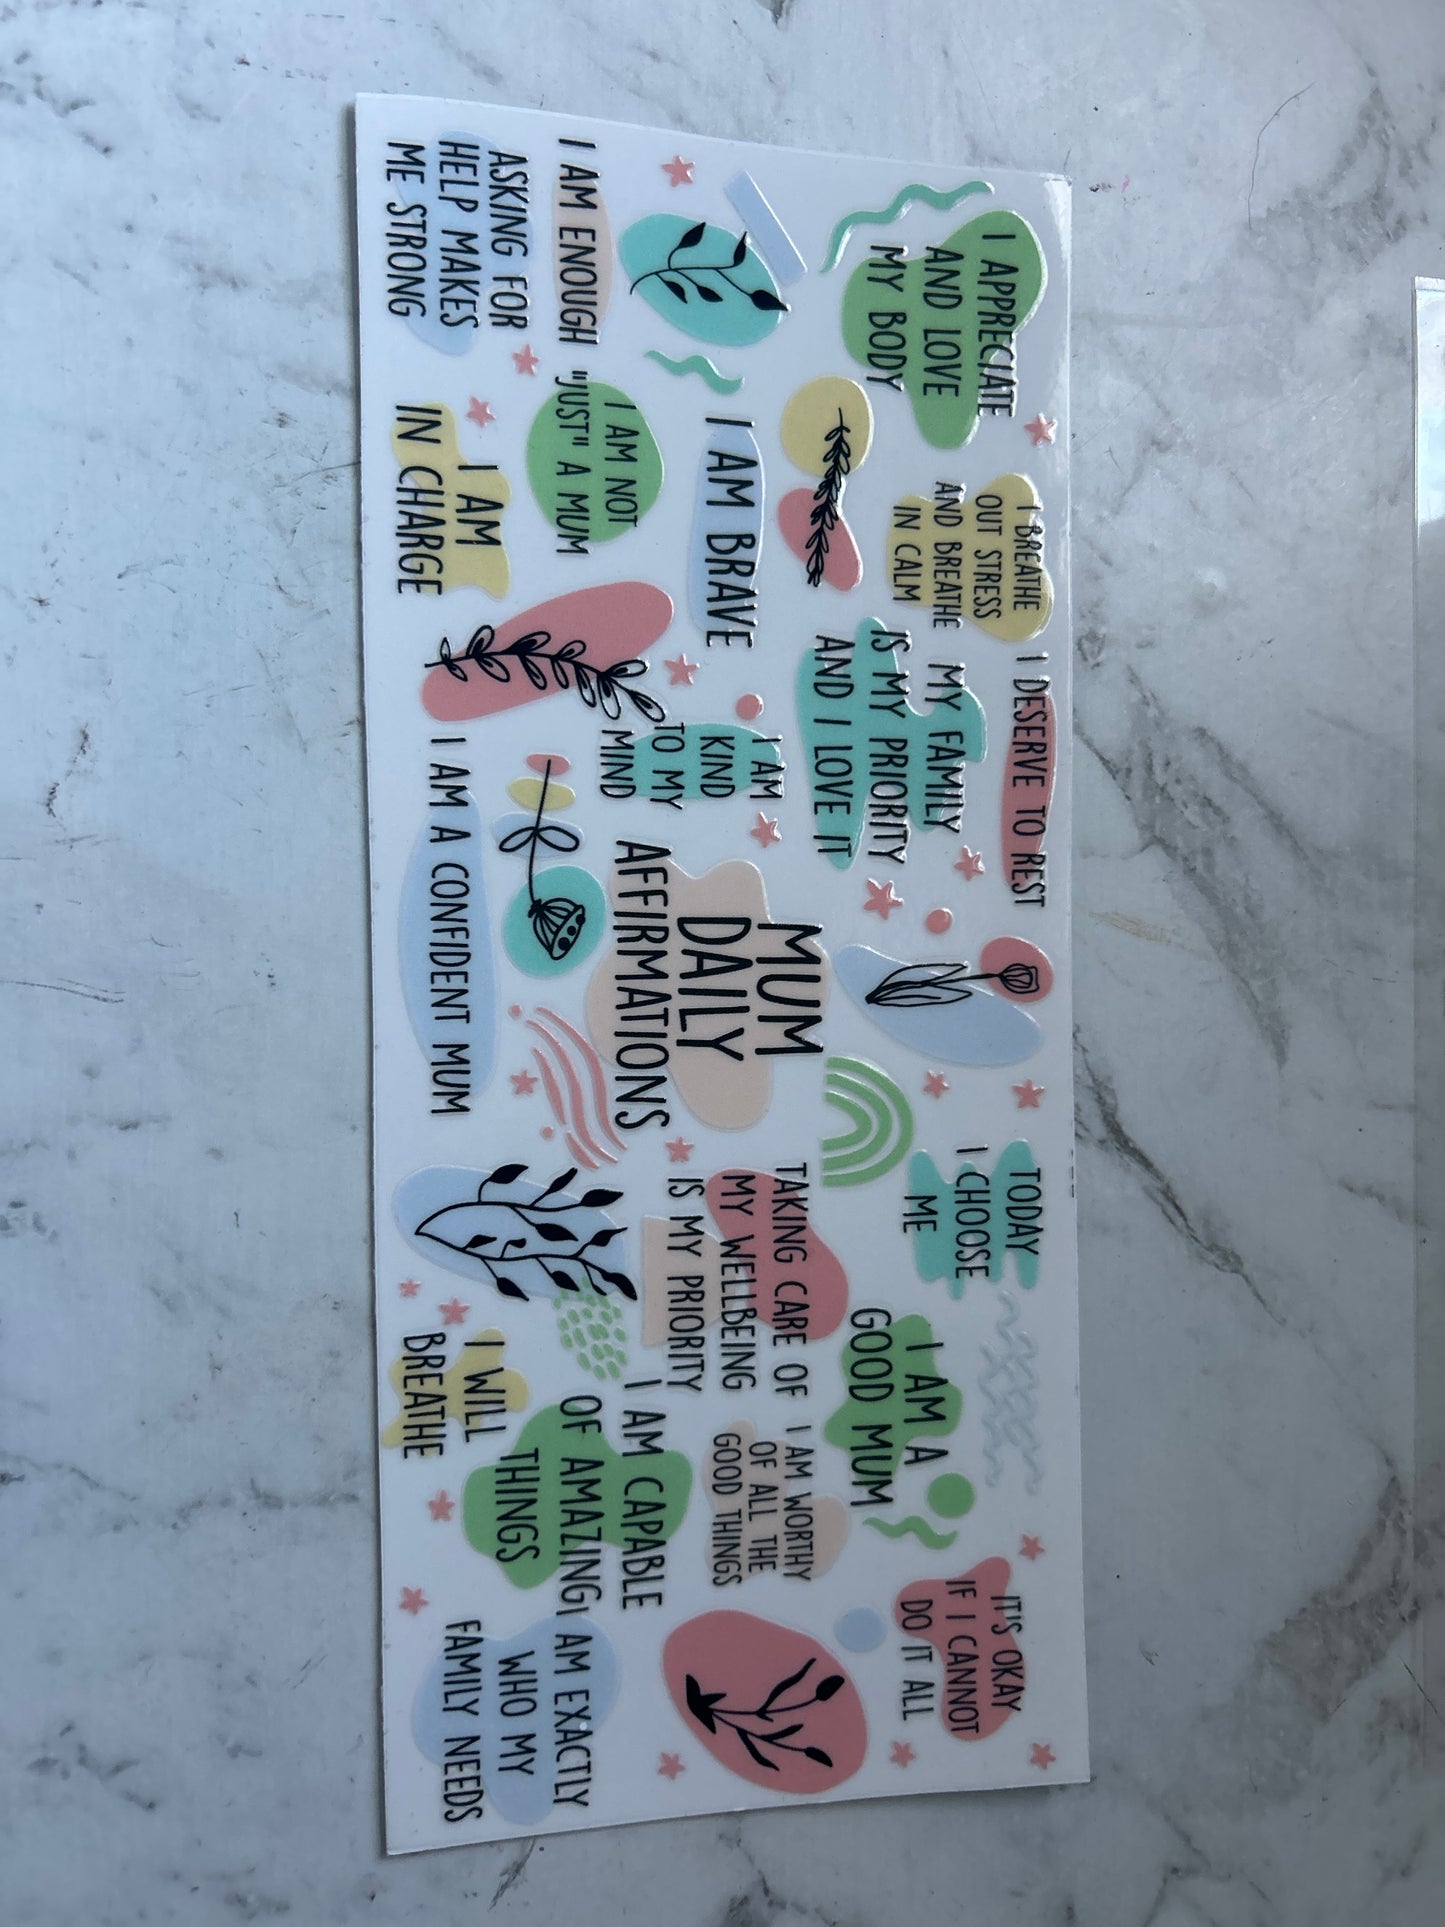 I APPRECIATE
AND LOVE
MY BODY
I BREATHE
OUT STRESS
AND BREATHE
IN CALM
I DESERVE TO REST
MY FAMILY
IS MY PRIORITY
AND I LOVE IT
TODAY
I CHOOSE
ME
I AM A
GOOD MUM
IT'S OKAY
IF I CANNOT
DO IT ALL
I AM BRAVE
I AM
KIND
TO MY
MIND
MUM
DAILY
AFFIRMATIONS
TAKING CARE OF
MY WELLBEING
IS MY PRIORITY
I AM WORTHY
OF ALL THE
GOOD THINGS
I AM ENOUGH
I AM NOT
"JUST" A MUM
I AM CAPABLE
OF AMAZING
THINGS
I AM EXACTLY
WHO MY
FAMILY NEEDS
ASKING FOR
HELP MAKES
ME STRONG
I AM
IN CHARGE
I AM A CONFIDENT MUM
I WILL
BREATHE